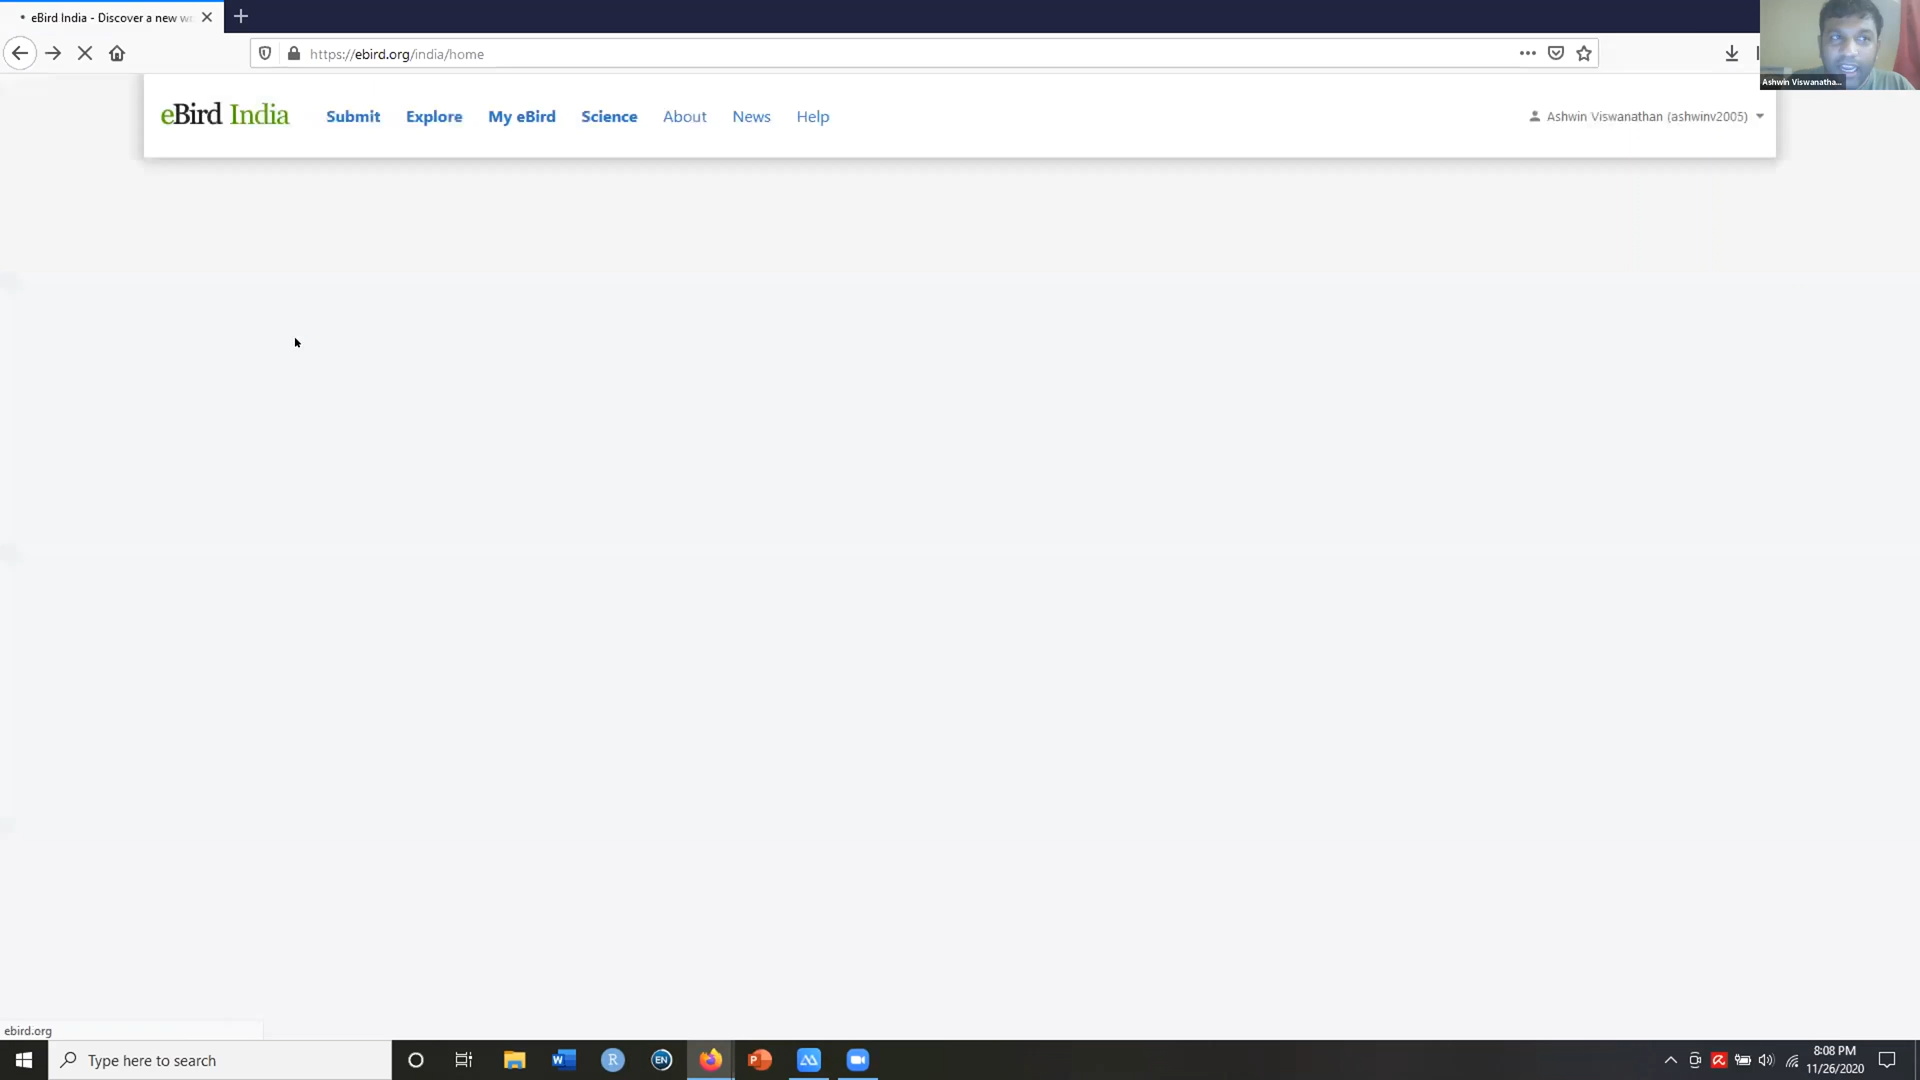 eBird India - Discover a new w
https://ebird.org/india/home
Ashwin Viswanatha...
eBird India Submit Explore My eBird Science About News Help Ashwin Viswanathan (ashwinv2005)
ebird.org
Type here to search
8:08 PM
11/26/2020